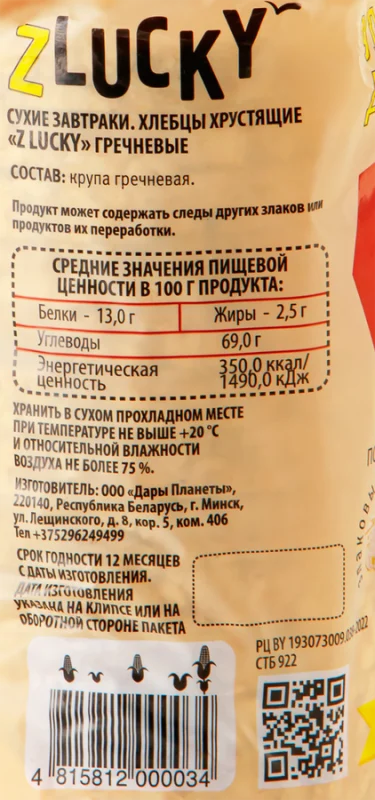 ZLUCKY
СУХИЕ ЗАВТРАКИ. ХЛЕБЦЫ ХРУСТЯЩИЕ
«Z LUCKY» ГРЕЧНЕВЫЕ
СОСТАВ: крупа гречневая.
Продукт может содержать следы других злаков или
продуктов их переработки.
СРЕДНИЕ ЗНАЧЕНИЯ ПИЩЕВОЙ
ЦЕННОСТИ В 100 Г ПРОДУКТА:
Белки - 13,0 г Жиры - 2,5 г
Углеводы 69,0 г
Энергетическая 350,0 ккал/
ценность 1490,0 кДж
ХРАНИТЬ В СУХОМ ПРОХЛАДНОМ МЕСТЕ
ПРИ ТЕМПЕРАТУРЕ НЕ ВЫШЕ +20 °С
И ОТНОСИТЕЛЬНОЙ ВЛАЖНОСТИ
ВОЗДУХА НЕ БОЛЕЕ 75 %.
ИЗГОТОВИТЕЛЬ: ООО «Дары Планеты»,
220140, Республика Беларусь, г. Минск,
ул. Лещинского, д. 8, кор. 5, ком. 406
Тел +375296249499
СРОК ГОДНОСТИ 12 МЕСЯЦЕВ
С ДАТЫ ИЗГОТОВЛЕНИЯ.
ДАТА ИЗГОТОВЛЕНИЯ
УКАЗАНА НА КЛИПСЕ ИЛИ НА
ОБОРОТНОЙ СТОРОНЕ ПАКЕТА
РЦ BY 193073009.
СТБ 922
4 815812 000034